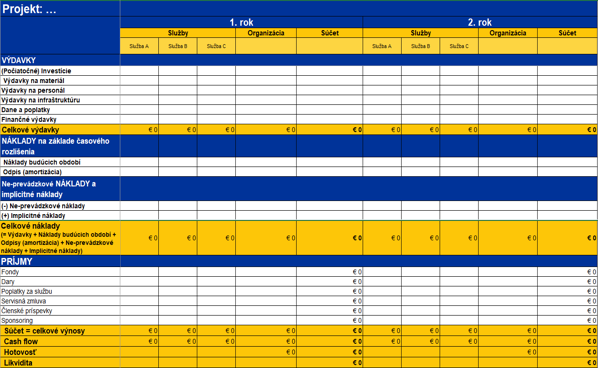 Projekt: …
1. rok 2. rok
Služby Organizácia Súčet Služby Organizácia Súčet
Služba A Služba B Služba C Služba A Služba B Služba C
VÝDAVKY
(Počiatočné) Investície
Výdavky na materiál
Výdavky na personál
Výdavky na infraštruktúru
Dane a poplatky
Finančné výdavky
Celkové výdavky € 0 € 0 € 0 € 0 € 0 € 0 € 0 € 0 € 0 € 0
NÁKLADY na základe časového
rozlíšenia
Náklady budúcich období
Odpis (amortizácia)
Ne-prevádzkové NÁKLADY a
implicitné náklady
(-) Ne-prevádzkové náklady
(+) Implicitné náklady
Celkové náklady
(= Výdavky + Náklady budúcich období +
Odpisy (amortizácia) + Ne-prevádzkové
náklady + Implicitné náklady) € 0 € 0 € 0 € 0 € 0 € 0 € 0 € 0 € 0 € 0
PRÍJMY
Fondy € 0 € 0
Dary € 0 € 0
Poplatky za službu € 0 € 0
Servisná zmluva € 0 € 0
Členské príspevky € 0 € 0
Sponsoring € 0 € 0
Súčet = celkové výnosy € 0 € 0 € 0 € 0 € 0 € 0 € 0 € 0 € 0 € 0
Cash flow € 0 € 0 € 0 € 0 € 0 € 0 € 0 € 0 € 0 € 0
Hotovosť € 0 € 0 € 0 € 0
Likvidita € 0 € 0